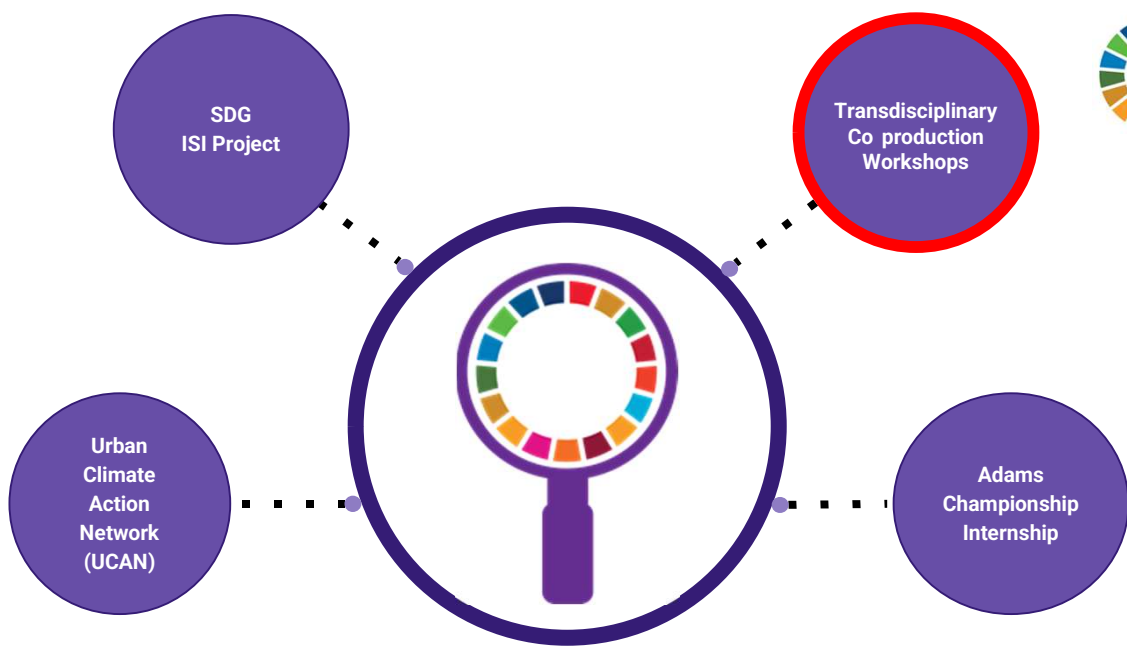 SDG
ISI Project
Transdisciplinary
Co production
Workshops
Urban
Climate
Action
Network
(UCAN)
Adams
Championship
Internship